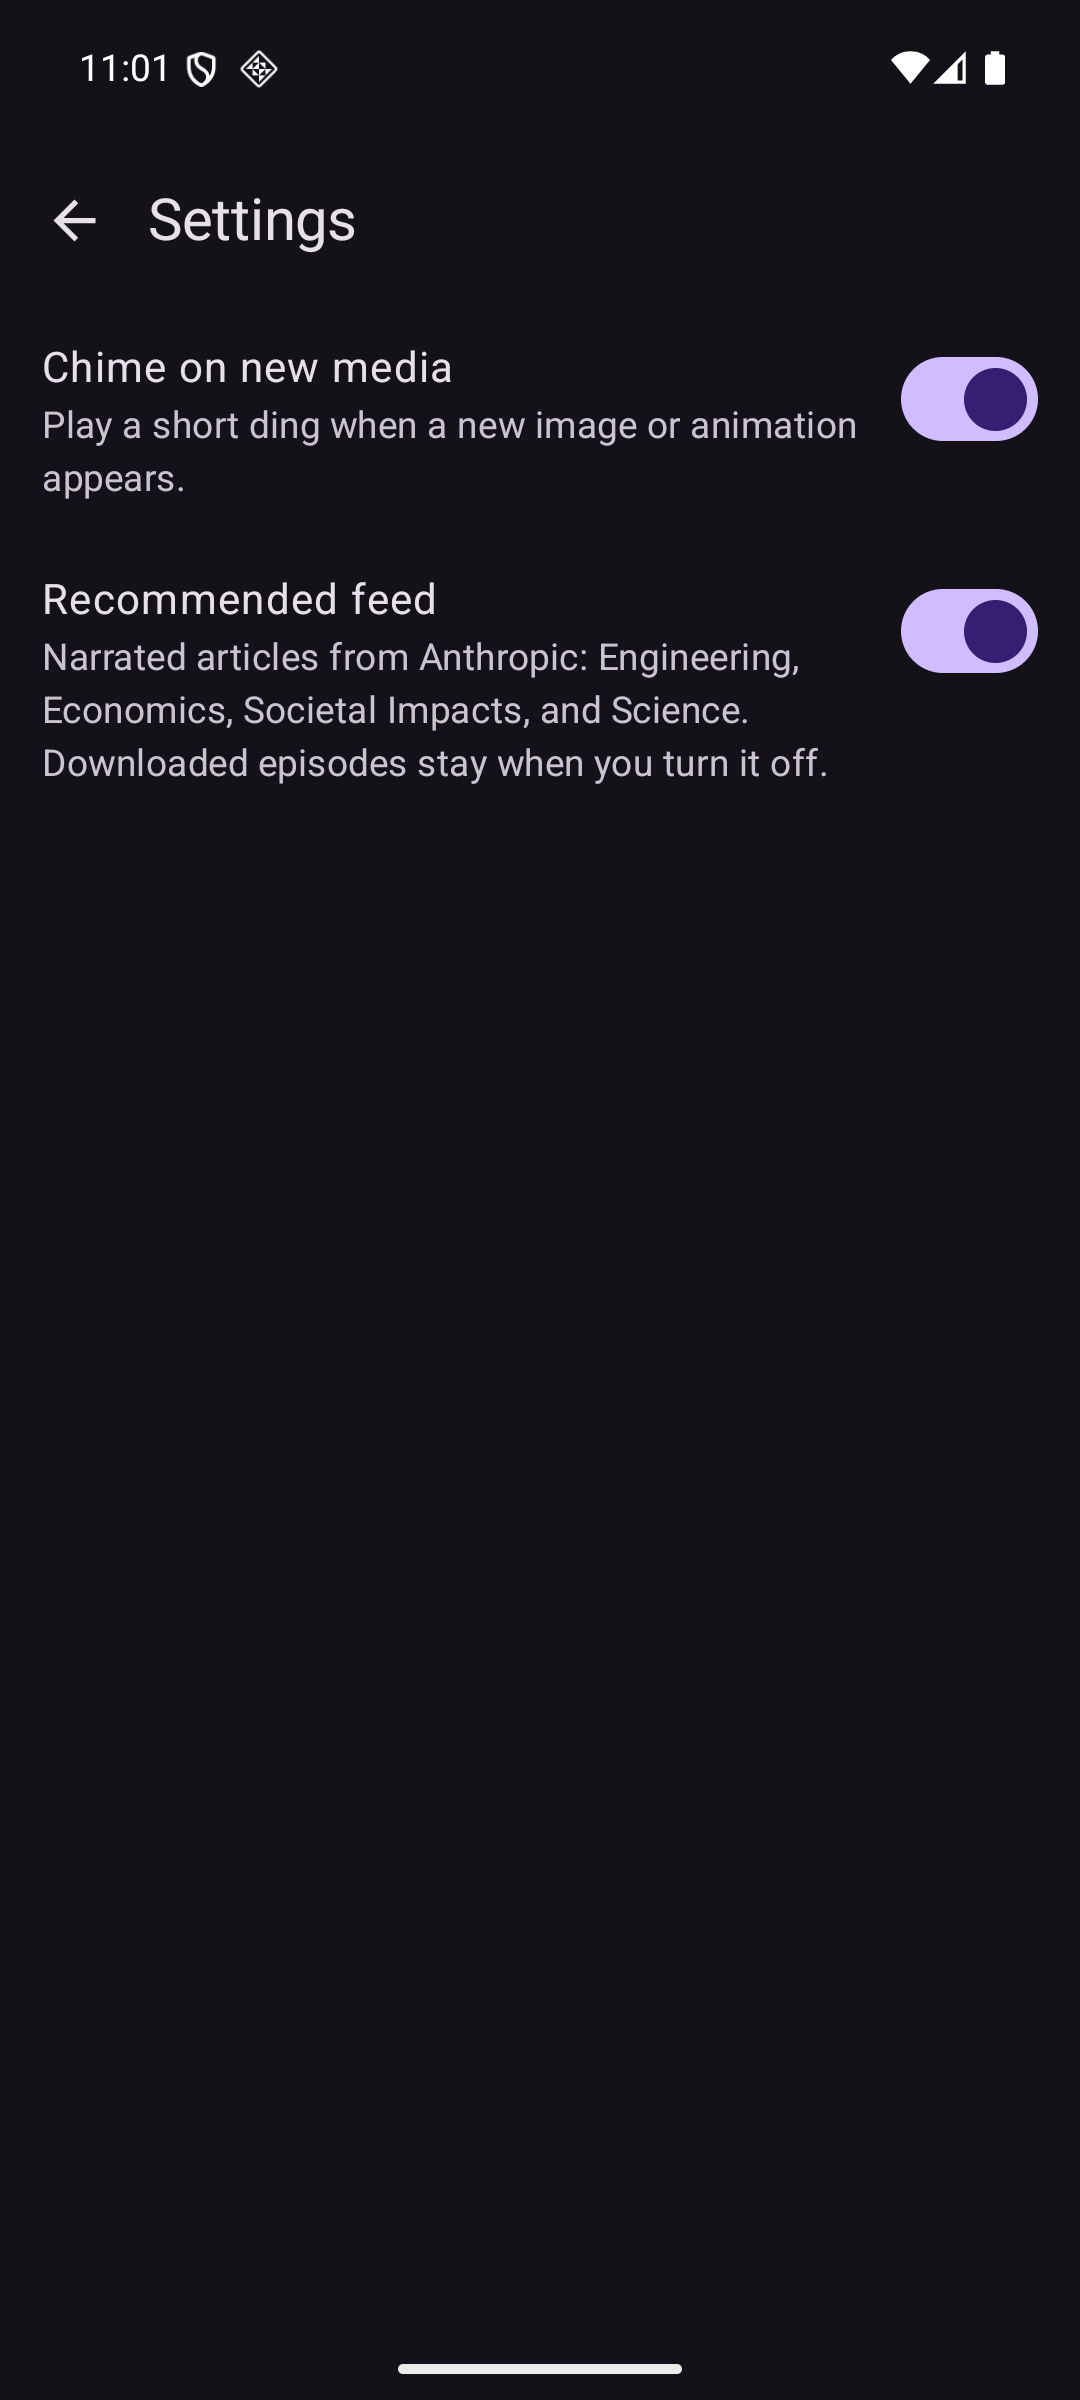 11:01
Settings
Chime on new media
Play a short ding when a new image or animation
appears.
Recommended feed
Narrated articles from Anthropic: Engineering,
Economics, Societal Impacts, and Science.
Downloaded episodes stay when you turn it off.